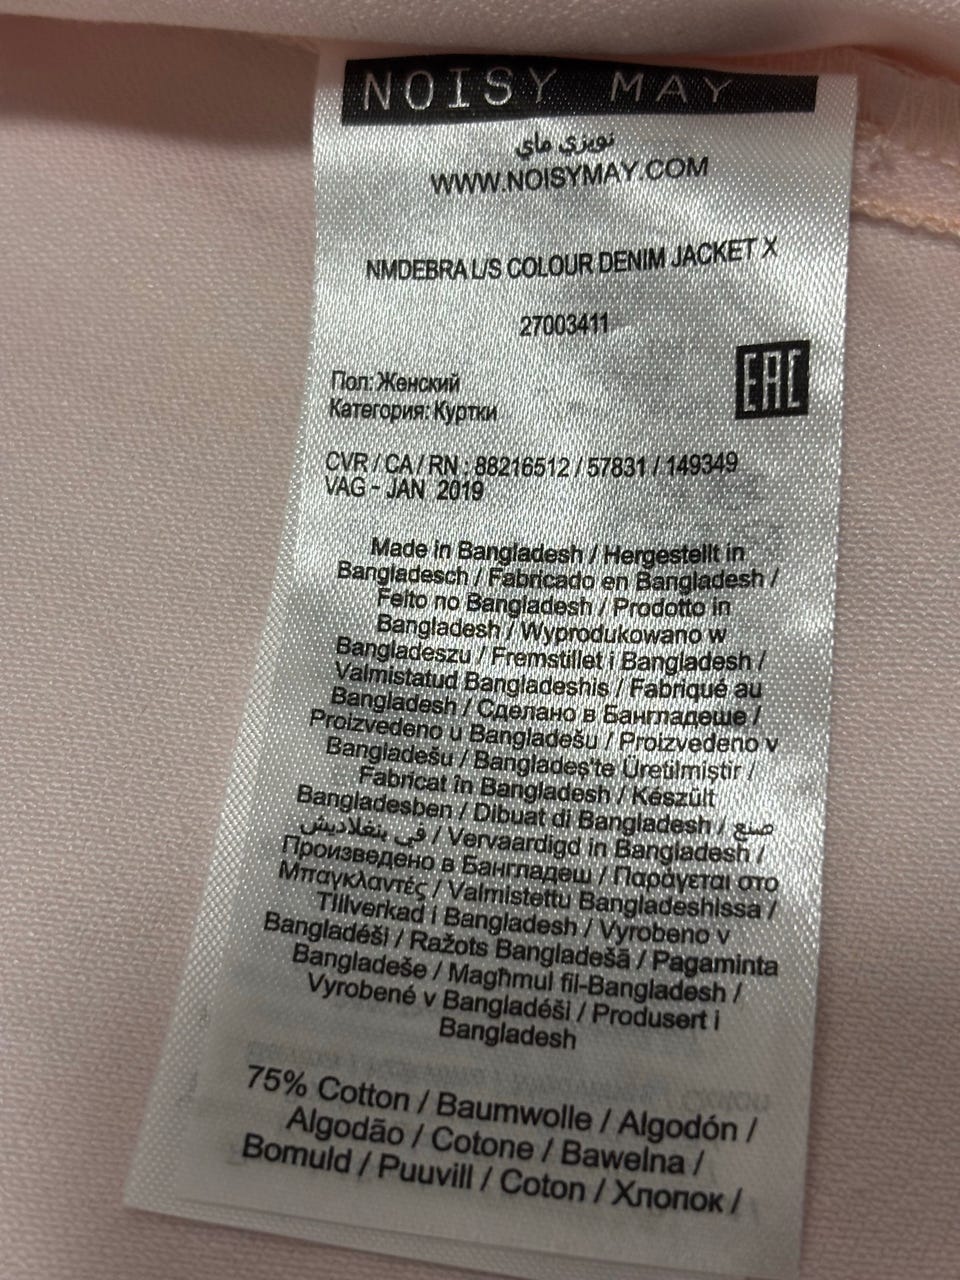 NOISY MAY
نويزي ماي
WWW.NOISYMAY.COM
NMDEBRA L/S COLOUR DENIM JACKET X
27003411
EAC
Пол: Женский
Категория: Куртки
CVR / CA / RN : 88216512 / 57831 / 149349
VAG - JAN 2019
Made in Bangladesh / Hergestellt in
Bangladesch / Fabricado en Bangladesh /
Feito no Bangladesh / Prodotto in
Bangladesh / Wyprodukowano w
Bangladeszu / Fremstillet i Bangladesh /
Valmistatud Bangladeshis / Fabriqué au
Bangladesh / Сделано в Бангладеше /
Proizvedeno u Bangladešu / Proizvedeno v
Bangladešu / Bangladeş'te Üretilmiştir /
Fabricat în Bangladesh / Készült
Bangladesben / Dibuat di Bangladesh / صنع
في بنغلاديش / Vervaardigd in Bangladesh /
Произведено в Бангладеш / Παράγεται στο
Μπαγκλαντές / Valmistettu Bangladeshissa /
Tillverkad i Bangladesh / Vyrobeno v
Bangladéši / Ražots Bangladešā / Pagaminta
Bangladeše / Magħmul fil-Bangladesh /
Vyrobené v Bangladéši / Produsert i
Bangladesh
75% Cotton / Baumwolle / Algodón /
Algodão / Cotone / Bawelna /
Bomuld / Puuvill / Coton / Хлопок /